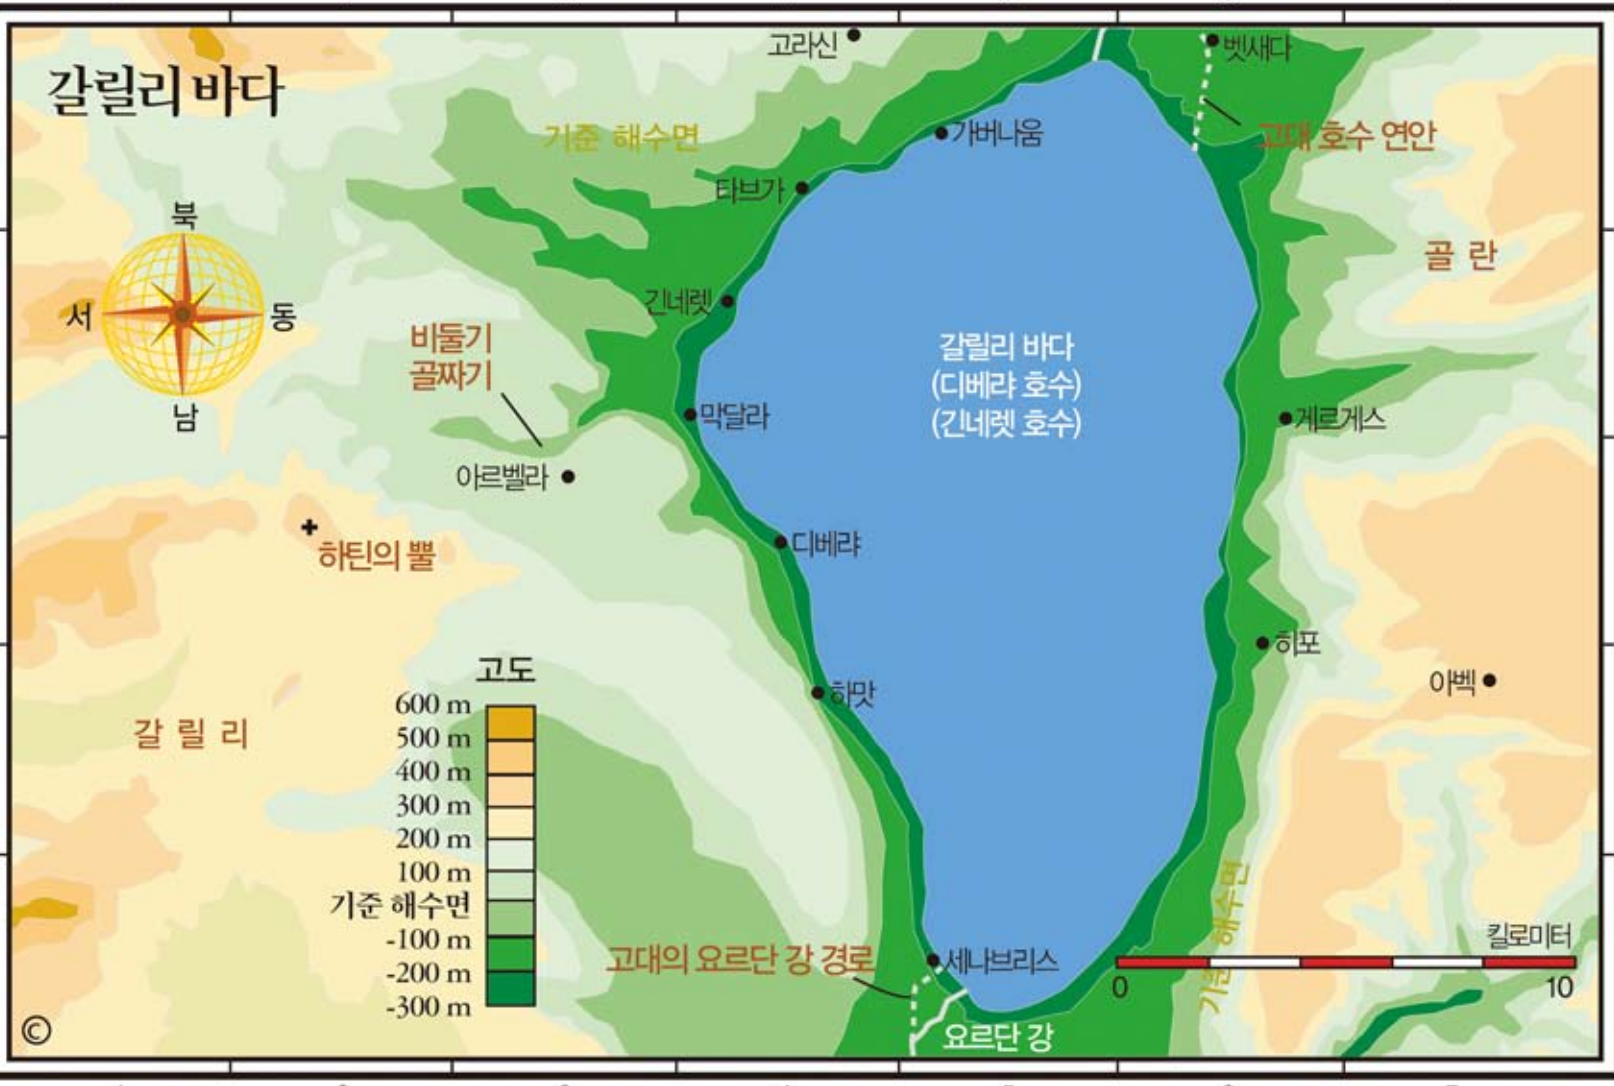 갈릴리 바다
고라신
벳새다
기준 해수면
가버나움
고대 호수 연안
타브가
북
서
동
남
골 란
긴네렛
비둘기
골짜기
갈릴리 바다
(디베랴 호수)
(긴네렛 호수)
막달라
게르게스
아르벨라
하틴의 뿔
디베랴
히포
아벡
하맛
갈 릴 리
고도
600 m
500 m
400 m
300 m
200 m
100 m
기준 해수면
-100 m
-200 m
-300 m
기준 해수면
고대의 요르단 강 경로
세나브리스
킬로미터
0
10
요르단 강
©